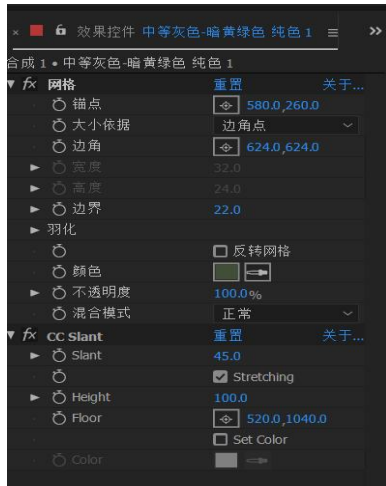 × 效果控件 中等灰色-暗黄绿色 纯色 1 ≡ »
合成 1 • 中等灰色-暗黄绿色 纯色 1
fx 网格 重置 关于...
锚点 580.0,260.0
大小依据 边角点
边角 624.0,624.0
宽度 32.0
高度 24.0
边界 22.0
羽化
反转网格
颜色
不透明度 100.0%
混合模式 正常
fx CC Slant 重置 关于...
Slant 45.0
Stretching
Height 100.0
Floor 520.0,1040.0
Set Color
Color